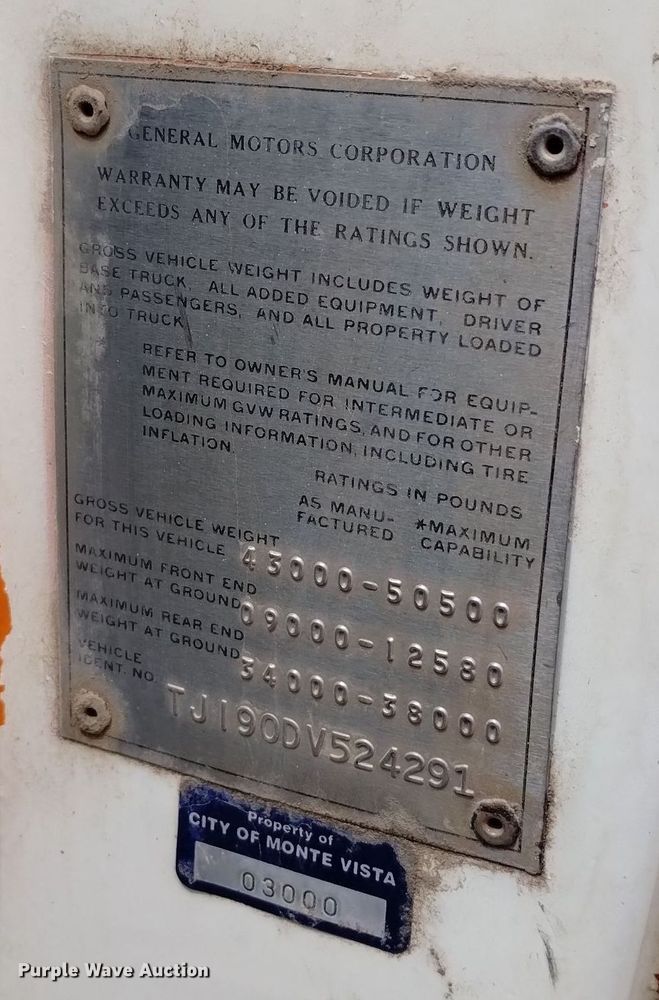 GENERAL MOTORS CORPORATION
WARRANTY MAY BE VOIDED IF WEIGHT
EXCEEDS ANY OF THE RATINGS SHOWN.
GROSS VEHICLE WEIGHT INCLUDES WEIGHT OF
BASE TRUCK, ALL ADDED EQUIPMENT, DRIVER
AND PASSENGERS, AND ALL PROPERTY LOADED
INTO TRUCK
* REFER TO OWNER'S MANUAL FOR EQUIP-
MENT REQUIRED FOR INTERMEDIATE OR
MAXIMUM GVW RATINGS, AND FOR OTHER
LOADING INFORMATION, INCLUDING TIRE
INFLATION.
RATINGS IN POUNDS
AS MANU-
FACTURED
*MAXIMUM
CAPABILITY
GROSS VEHICLE WEIGHT
FOR THIS VEHICLE 43000-50500
MAXIMUM FRONT END
WEIGHT AT GROUND 09000-12580
MAXIMUM REAR END
WEIGHT AT GROUND 34000-38000
VEHICLE
IDENT. NO. TJI90DV524291
Property of
CITY OF MONTE VISTA
03000
Purple Wave Auction